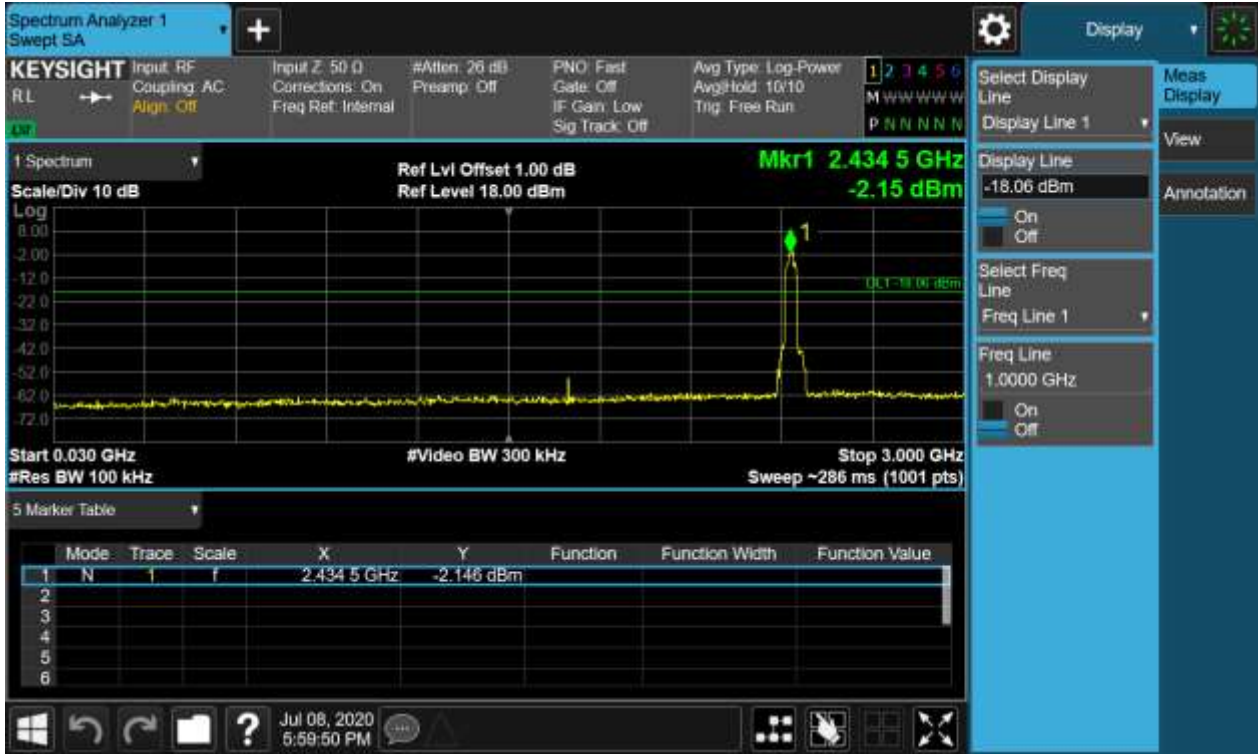 Spectrum Analyzer 1
Swept SA
Display
KEYSIGHT
RL
Input: RF
Coupling: AC
Align: Off
Input Z: 50 Ω
Corrections: On
Freq Ref: Internal
#Atten: 26 dB
Preamp: Off
PNO: Fast
Gate: Off
IF Gain: Low
Sig Track: Off
Avg Type: Log-Power
Avg|Hold: 10/10
Trig: Free Run
1 2 3 4 5 6
M W W W W W
P N N N N N
1 Spectrum
Scale/Div 10 dB
Ref Lvl Offset 1.00 dB
Ref Level 18.00 dBm
Mkr1 2.434 5 GHz
-2.15 dBm
Log
8.00
-2.00
-12.0
-22.0
-32.0
-42.0
-52.0
-62.0
-72.0
1
DL1 -18.06 dBm
Start 0.030 GHz
#Res BW 100 kHz
#Video BW 300 kHz
Stop 3.000 GHz
Sweep ~286 ms (1001 pts)
5 Marker Table
Mode Trace Scale X Y Function Function Width Function Value
1 N 1 f 2.434 5 GHz -2.146 dBm
2
3
4
5
6
?
Jul 08, 2020
5:59:50 PM
Select Display
Line
Display Line 1
Display Line
-18.06 dBm
On
Off
Select Freq
Line
Freq Line 1
Freq Line
1.0000 GHz
On
Off
Meas
Display
View
Annotation